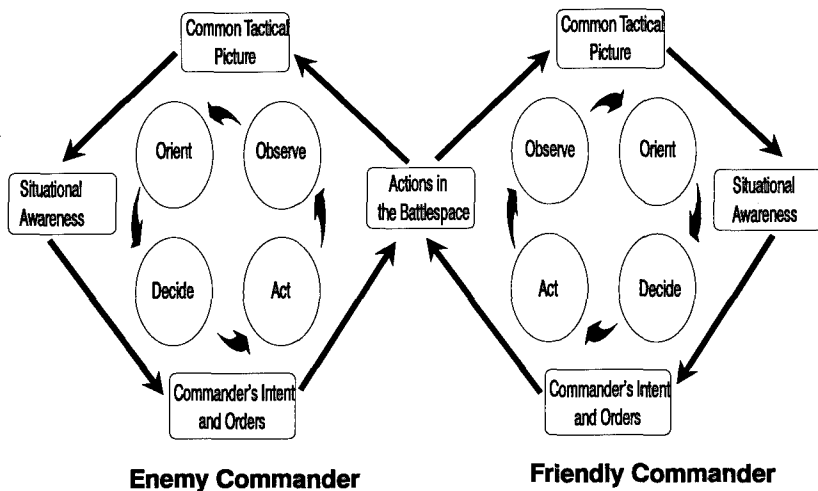 Common Tactical
Picture
Orient
Observe
Situational
Awareness
Decide
Act
Commander's Intent
and Orders
Enemy Commander
Actions in
the Battlespace
Common Tactical
Picture
Observe
Orient
Situational
Awareness
Act
Decide
Commander's Intent
and Orders
Friendly Commander